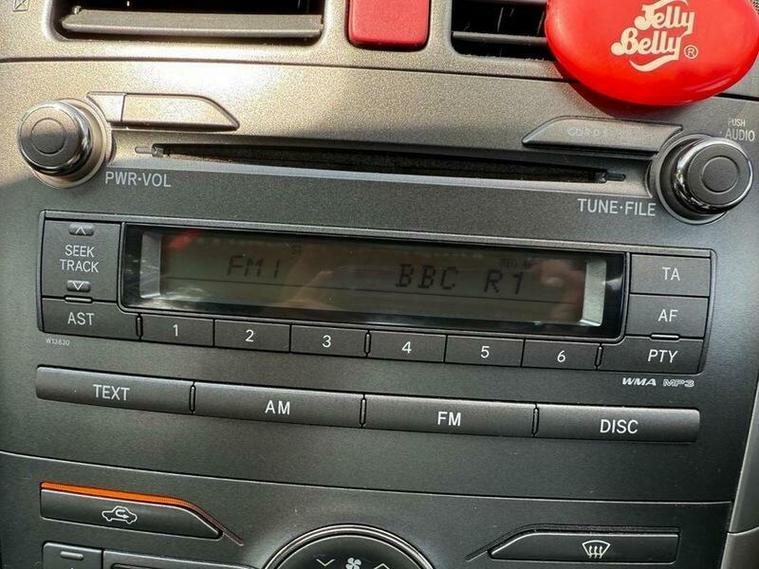 Jelly
Belly®
PUSH
AUDIO
PWR·VOL
TUNE·FILE
SEEK
TRACK
FM1 BBC R1
TA
AF
AST
1 2 3 4 5 6
PTY
W13830
WMA MP3
TEXT AM FM DISC